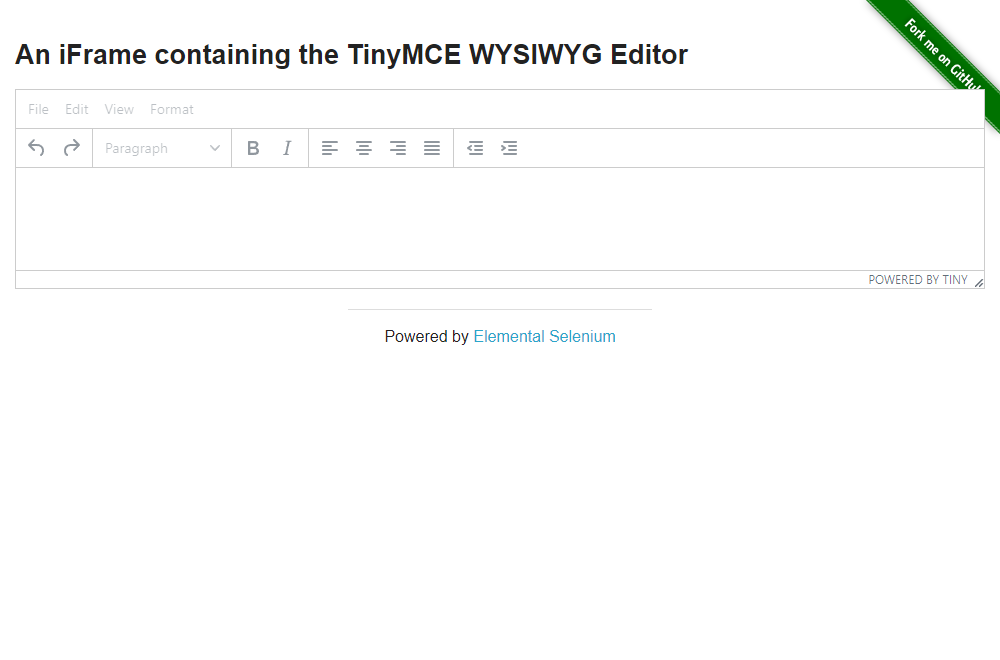 Fork me on GitHub
An iFrame containing the TinyMCE WYSIWYG Editor
File Edit View Format
Paragraph B I
POWERED BY TINY
Powered by Elemental Selenium